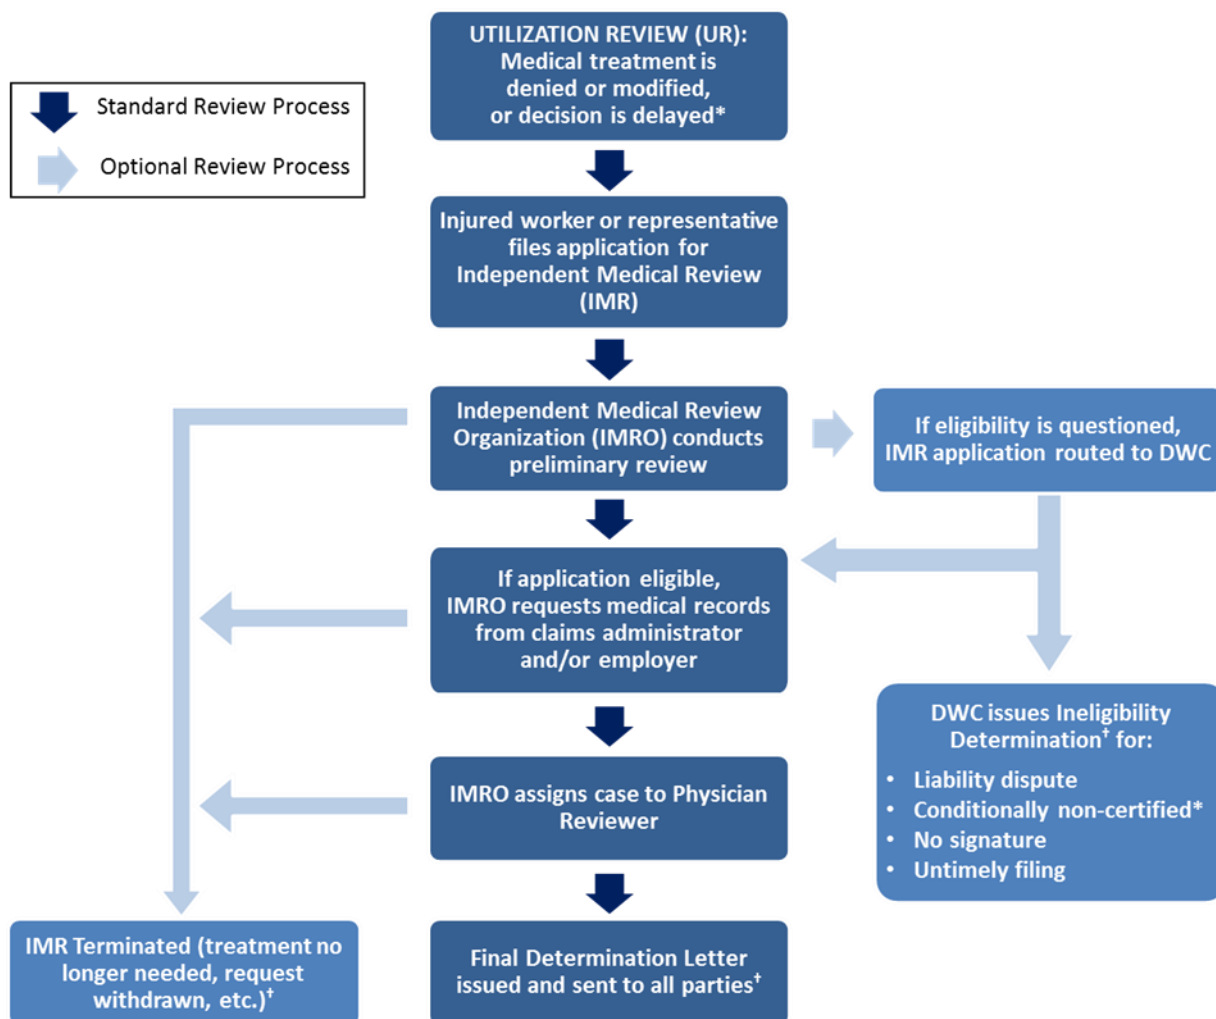 UTILIZATION REVIEW (UR):
Medical treatment is
denied or modified,
or decision is delayed*
Standard Review Process
Optional Review Process
Injured worker or representative
files application for
Independent Medical Review
(IMR)
Independent Medical Review
Organization (IMRO) conducts
preliminary review
If eligibility is questioned,
IMR application routed to DWC
If application eligible,
IMRO requests medical records
from claims administrator
and/or employer
DWC issues Ineligibility
Determination† for:
• Liability dispute
• Conditionally non-certified*
• No signature
• Untimely filing
IMRO assigns case to Physician
Reviewer
IMR Terminated (treatment no
longer needed, request
withdrawn, etc.)†
Final Determination Letter
issued and sent to all parties†